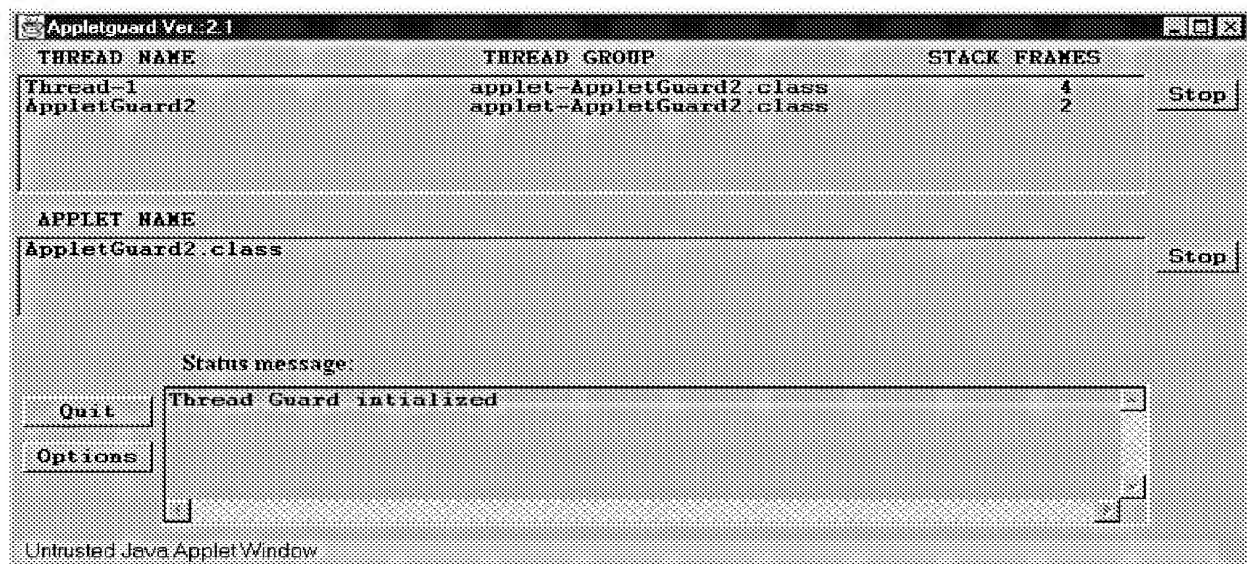 Appletguard Ver.:2.1
THREAD NAME THREAD GROUP STACK FRAMES
Thread-1 applet-AppletGuard2.class 4
AppletGuard2 applet-AppletGuard2.class 2
Stop
APPLET NAME
AppletGuard2.class
Stop
Status message:
Thread Guard intialized
Quit
Options
Untrusted Java Applet Window